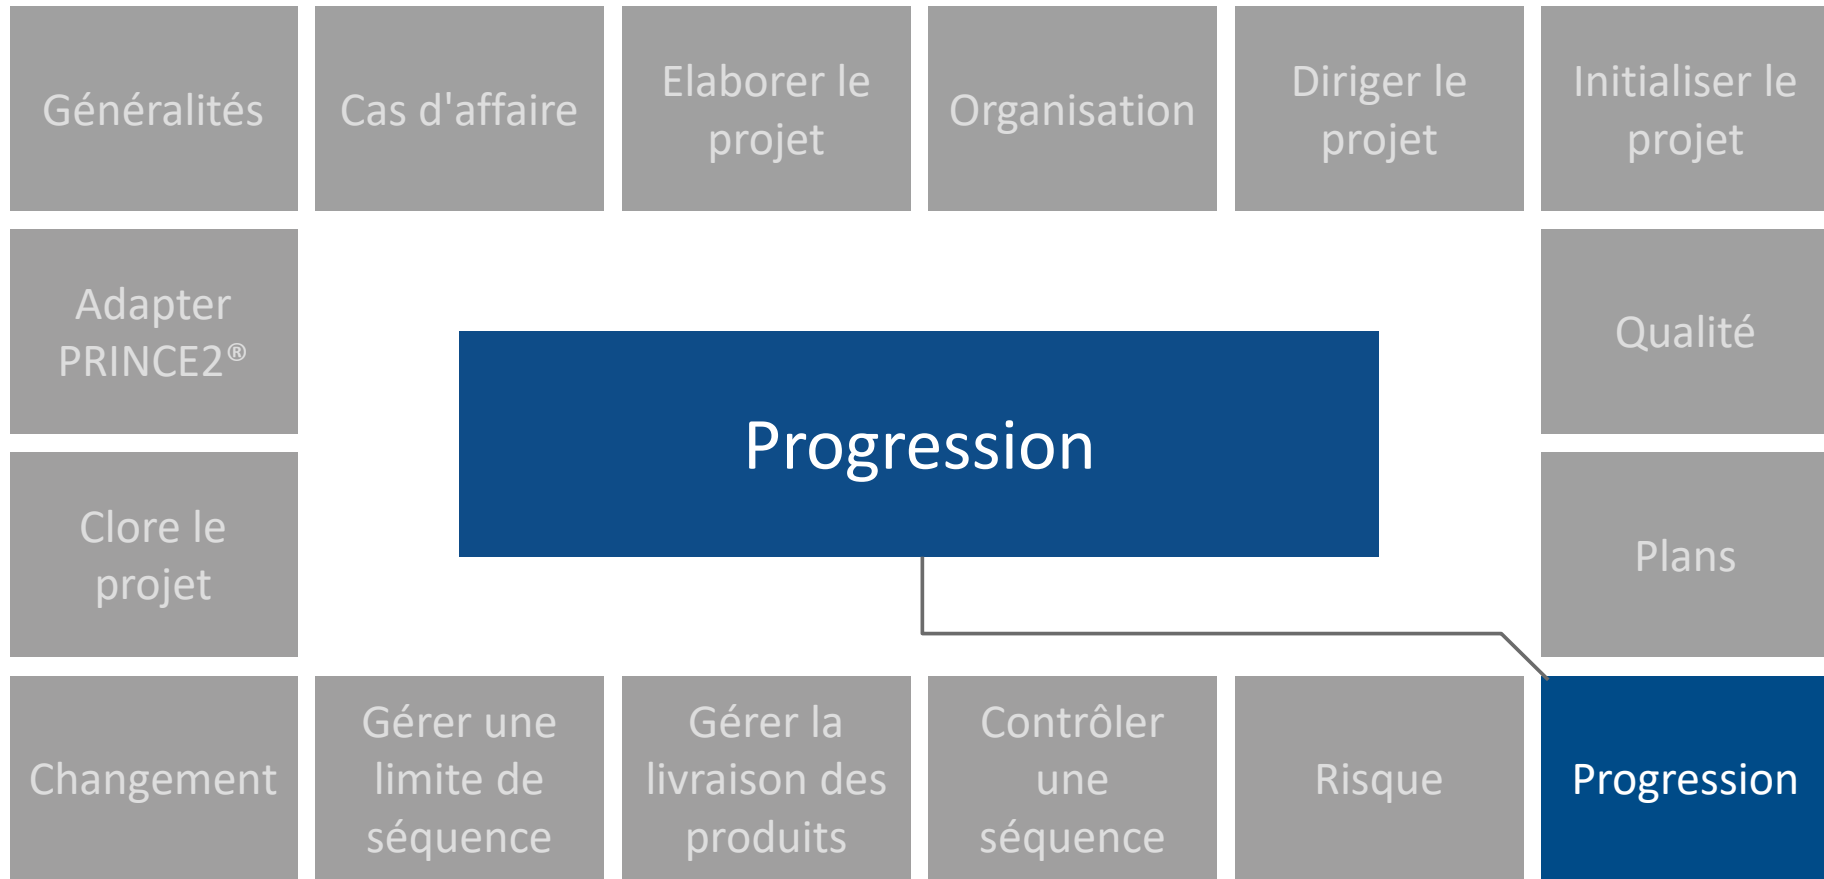 Généralités
Cas d'affaire
Elaborer le
projet
Organisation
Diriger le
projet
Initialiser le
projet
Adapter
PRINCE2®
Qualité
Progression
Clore le
projet
Plans
Changement
Gérer une
limite de
séquence
Gérer la
livraison des
produits
Contrôler
une
séquence
Risque
Progression